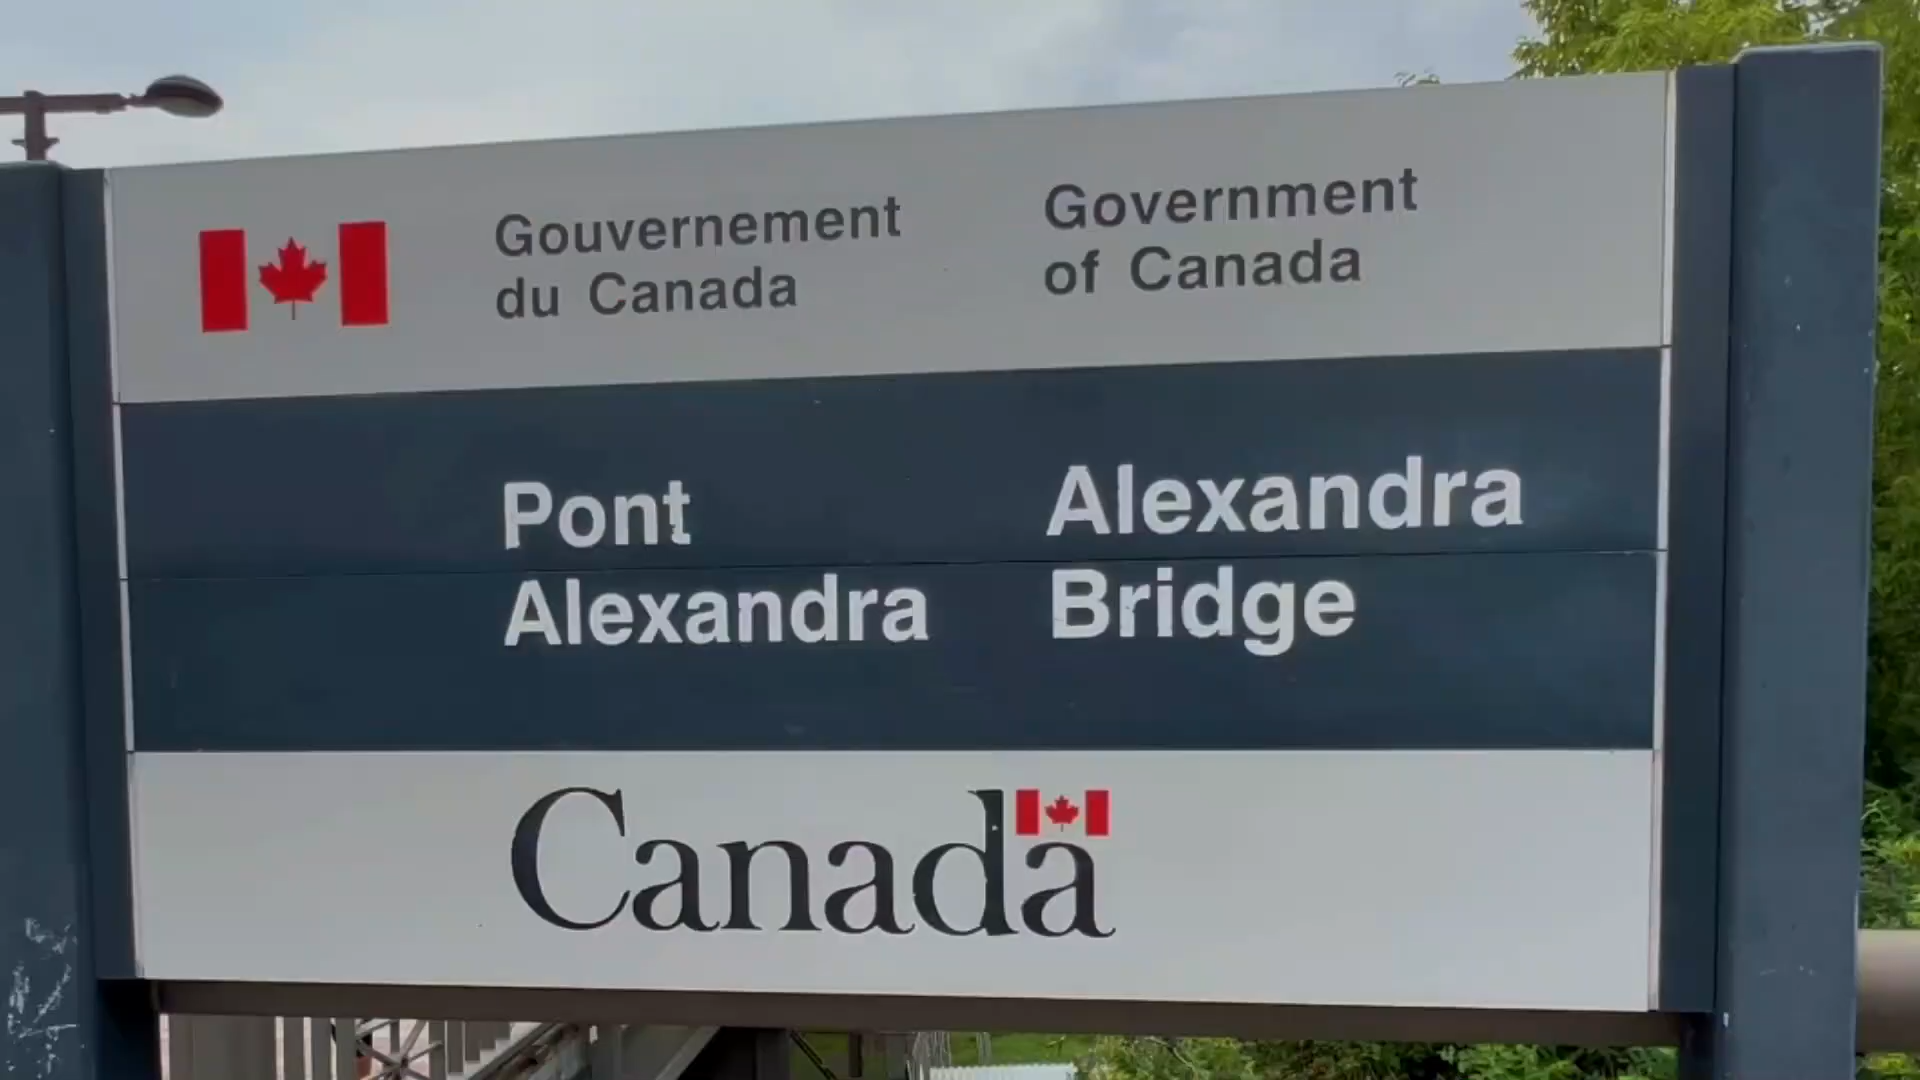 Gouvernement
du Canada
Government
of Canada
Pont
Alexandra
Alexandra
Bridge
Canada